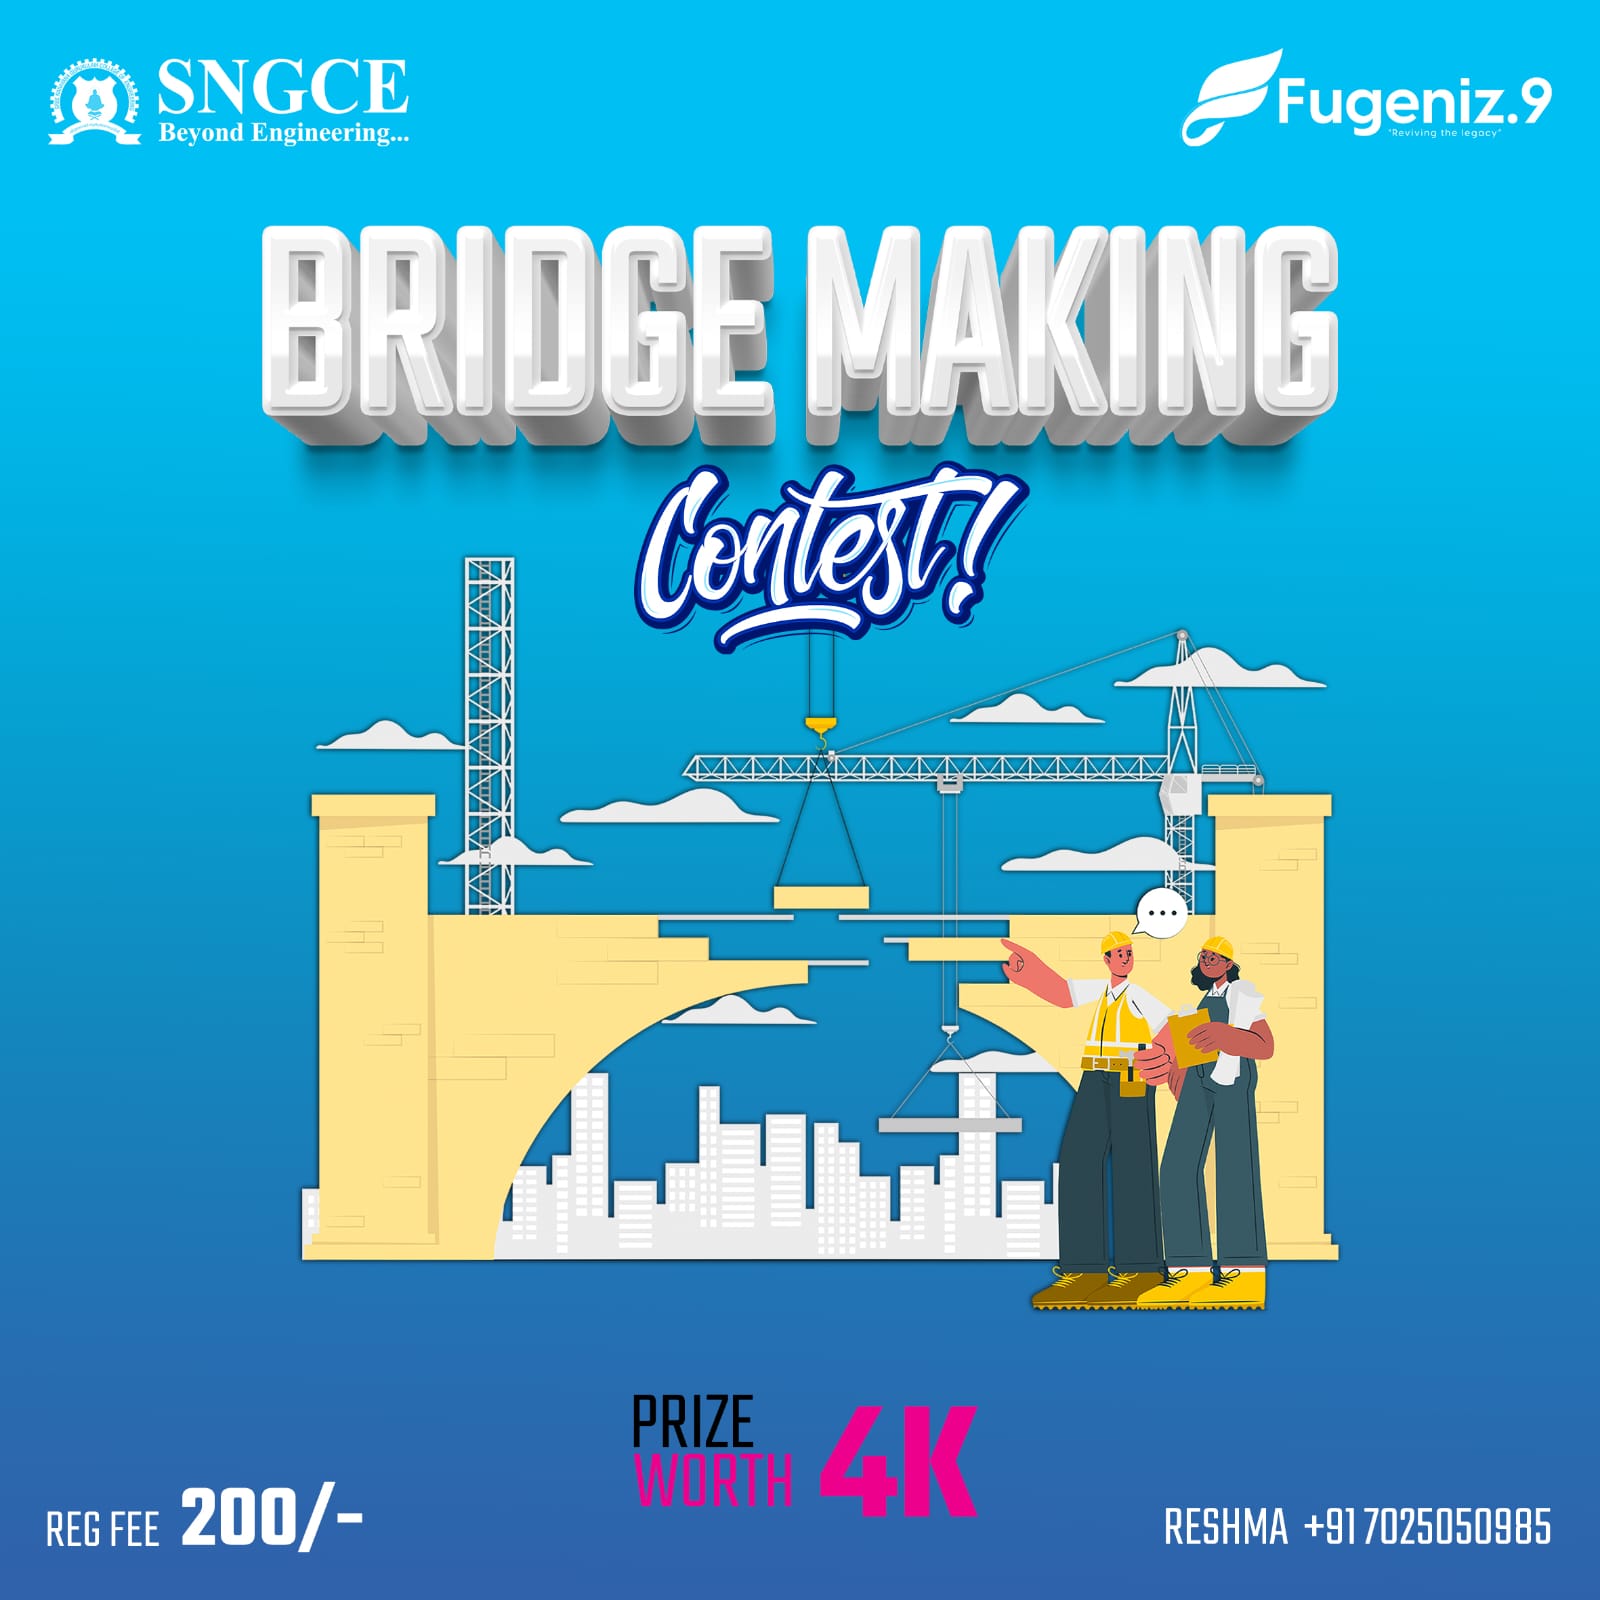 SNGCE
Beyond Engineering...
Fugeniz.9
"Reviving the legacy"
BRIDGE MAKING
Contest!
...
PRIZE
WORTH 4K
REG FEE 200/-
RESHMA +91 7025050985